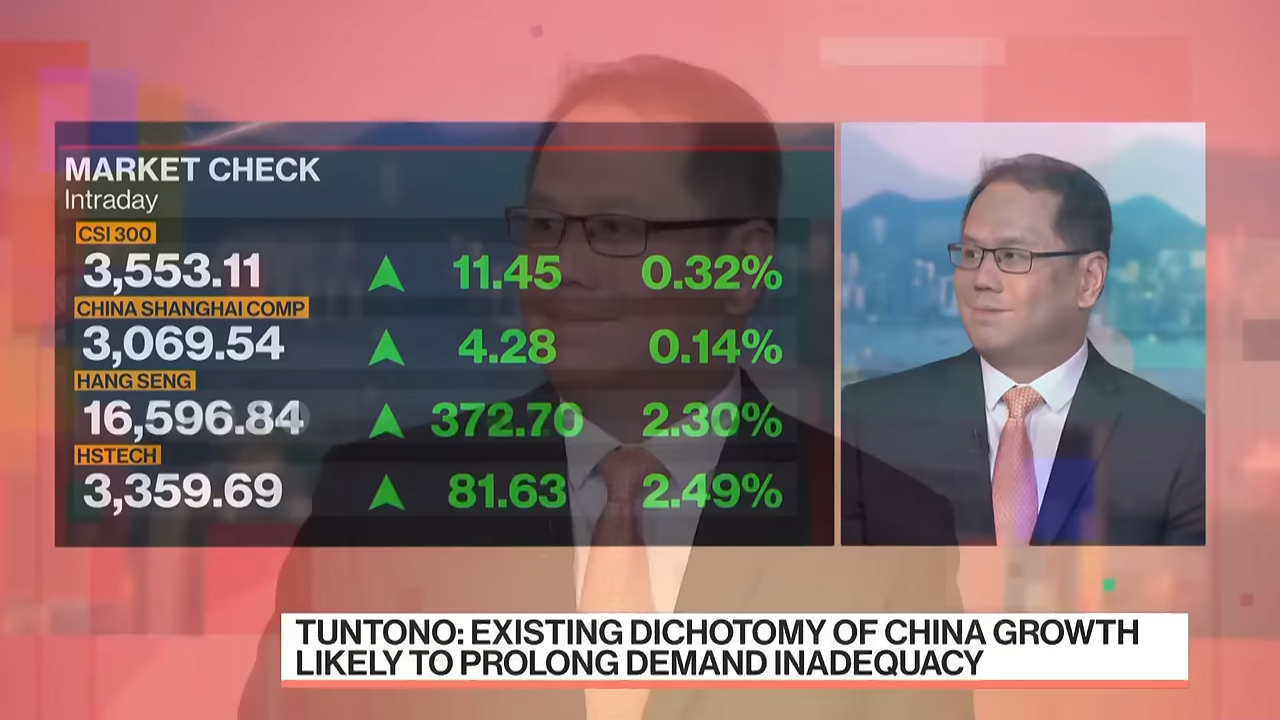 MARKET CHECK
Intraday
CSI 300
3,553.11 11.45 0.32%
CHINA SHANGHAI COMP
3,069.54 4.28 0.14%
HANG SENG
16,596.84 372.70 2.30%
HSTECH
3,359.69 81.63 2.49%
TUNTONO: EXISTING DICHOTOMY OF CHINA GROWTH
LIKELY TO PROLONG DEMAND INADEQUACY